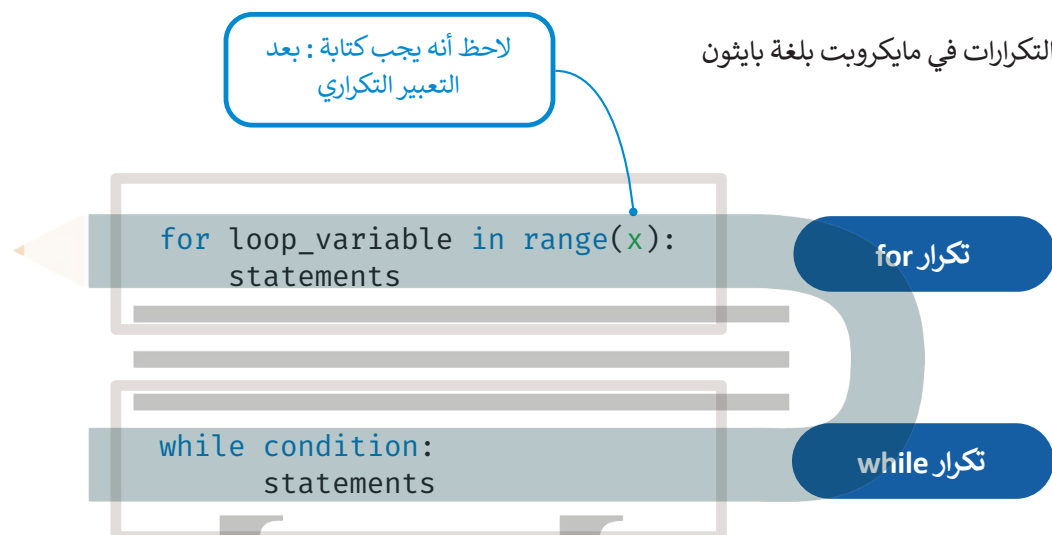 التكرارات في مايكروبت بلغة بايثون
لاحظ أنه يجب كتابة : بعد
التعبير التكراري
تكرار for
for loop_variable in range(x):
statements
تكرار while
while condition:
statements